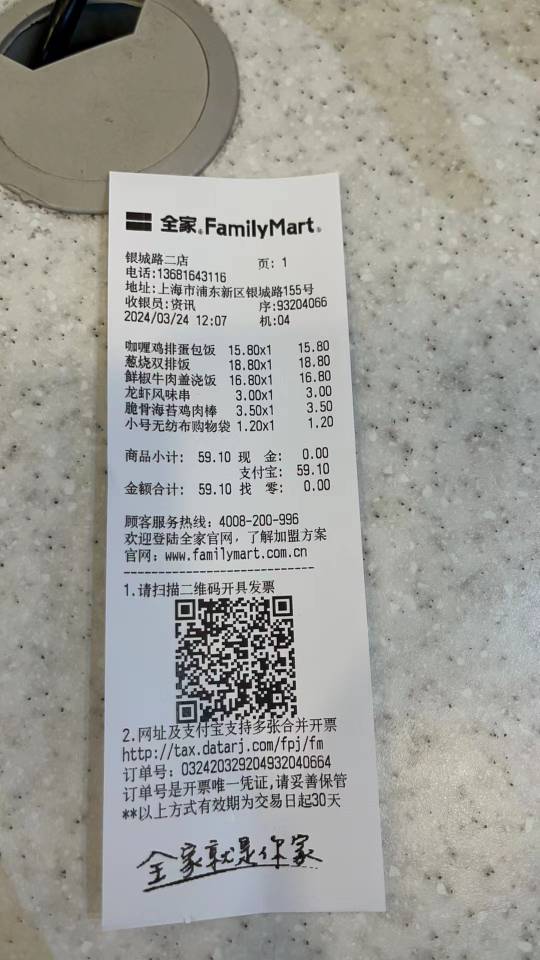 全家®FamilyMart®
银城路二店 页: 1
电话:13681643116
地址:上海市浦东新区银城路155号
收银员:资讯 序:93204066
2024/03/24 12:07 机:04
咖喱鸡排蛋包饭 15.80x1 15.80
葱烧双排饭 18.80x1 18.80
鲜椒牛肉盖浇饭 16.80x1 16.80
龙虾风味串 3.00x1 3.00
脆骨海苔鸡肉棒 3.50x1 3.50
小号无纺布购物袋 1.20x1 1.20
商品小计: 59.10 现 金: 0.00
支付宝: 59.10
金额合计: 59.10 找 零: 0.00
顾客服务热线: 4008-200-996
欢迎登陆全家官网，了解加盟方案
官网: www.familymart.com.cn
----------------------------
1.请扫描二维码开具发票
2.网址及支付宝支持多张合并开票
http://tax.datarj.com/fpj/fm
订单号: 032420329204932040664
订单号是开票唯一凭证,请妥善保管
**以上方式有效期为交易日起30天
全家就是你家